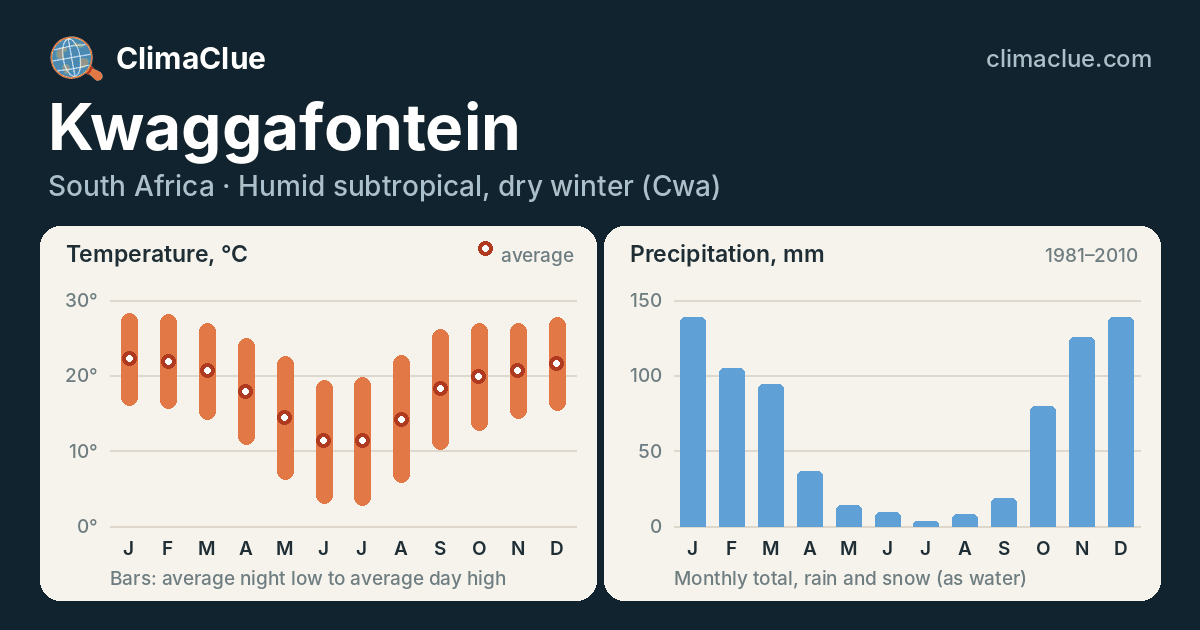 ClimaClue
climaclue.com
Kwaggafontein
South Africa · Humid subtropical, dry winter (Cwa)
Temperature, °C
average
30°
20°
10°
0°
J F M A M J J A S O N D
Bars: average night low to average day high
Precipitation, mm
1981–2010
150
100
50
0
J F M A M J J A S O N D
Monthly total, rain and snow (as water)